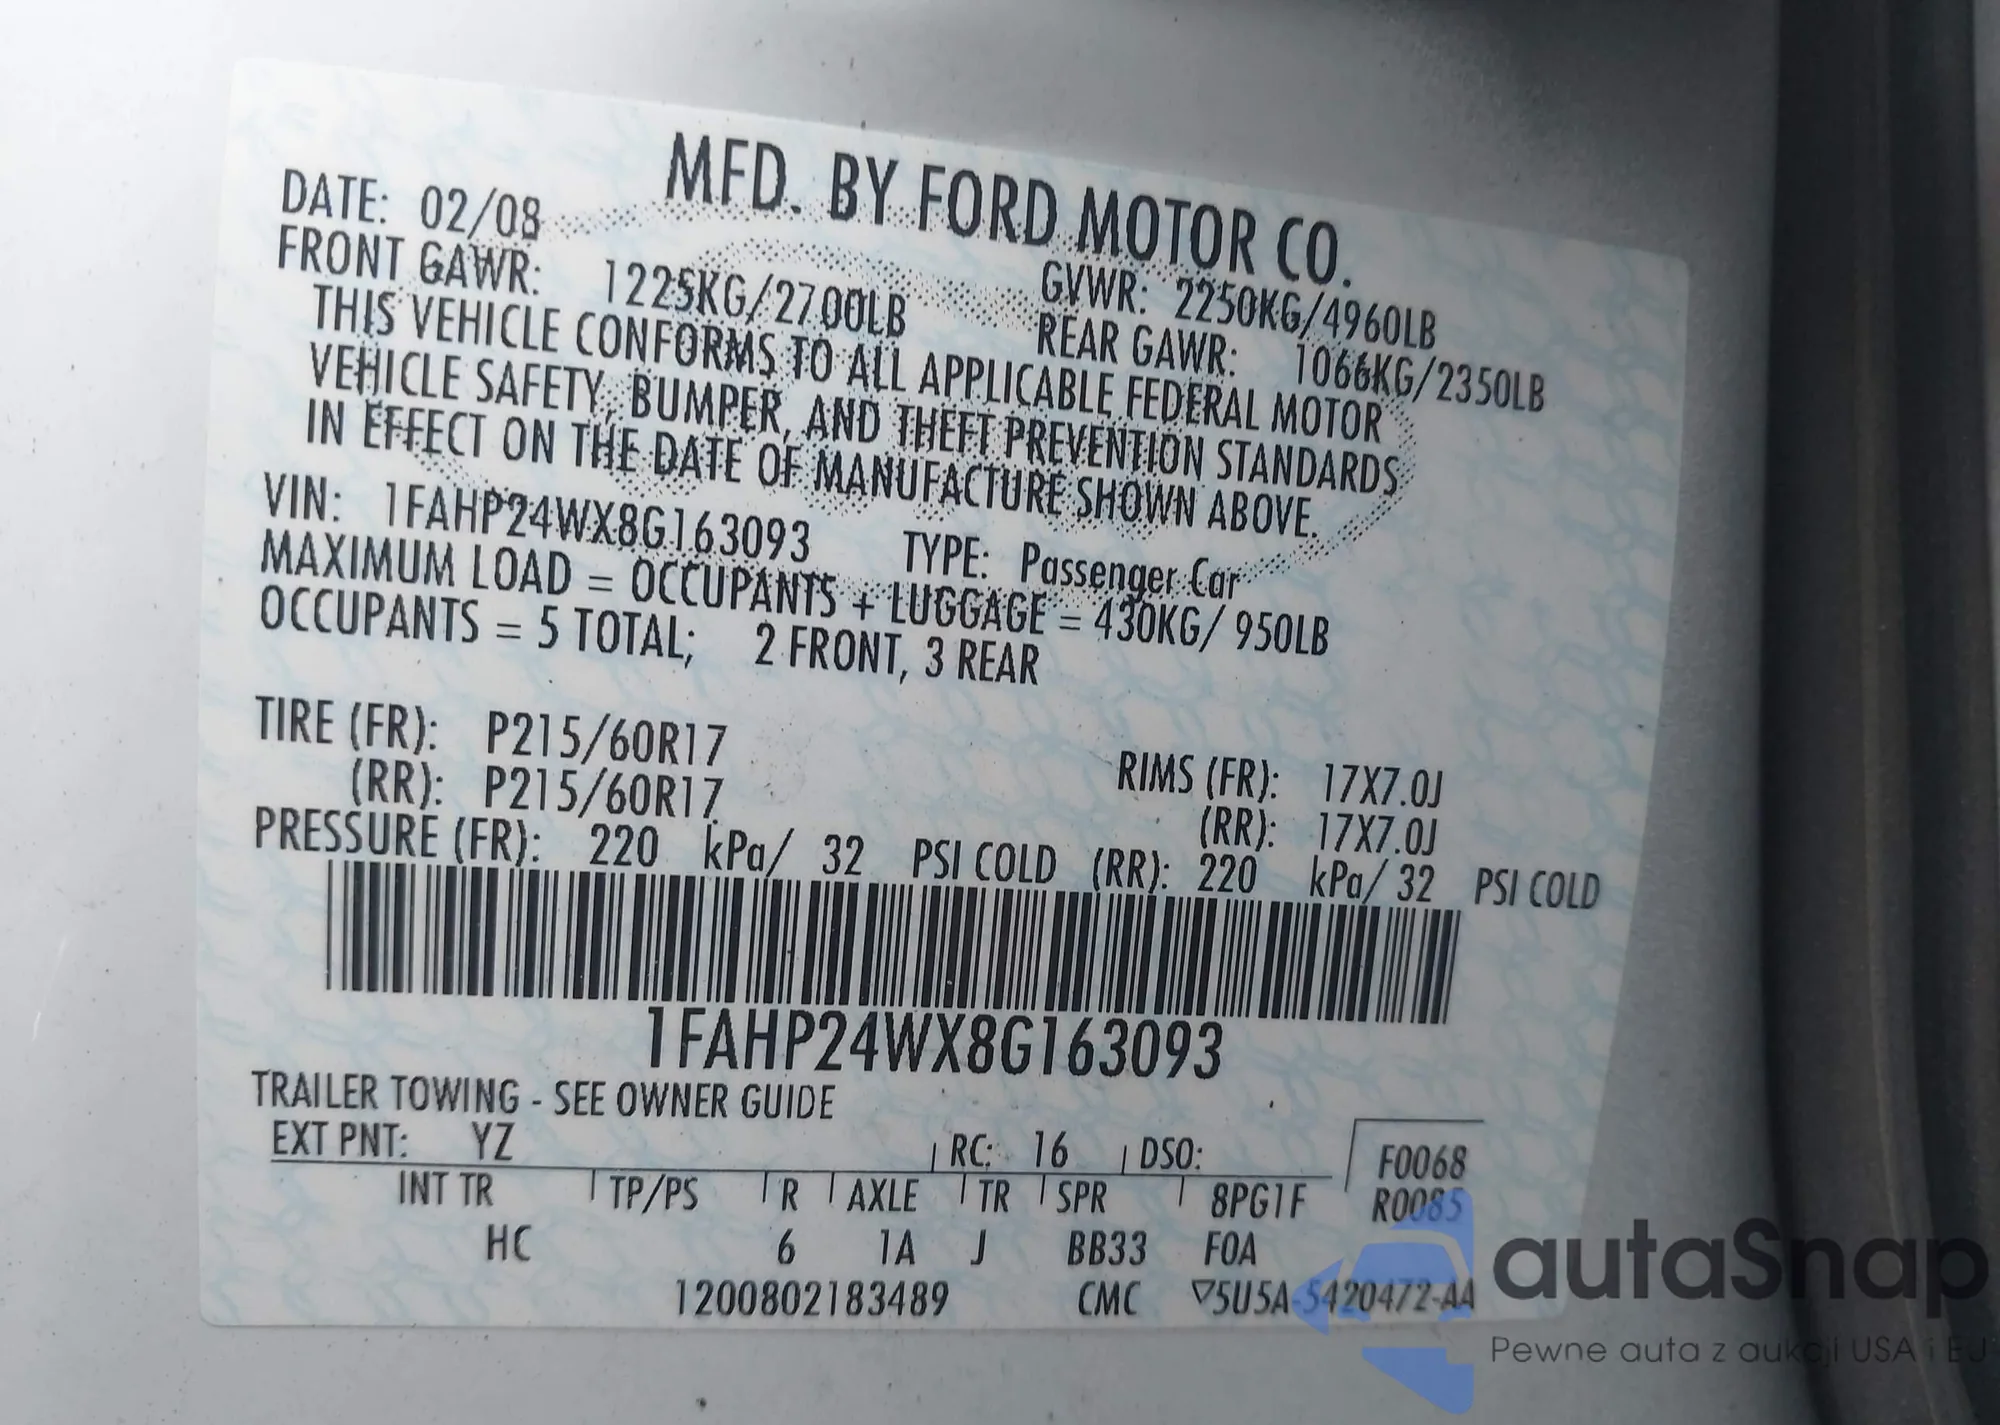 MFD. BY FORD MOTOR CO.
DATE: 02/08
GVWR: 2250KG/4960LB
FRONT GAWR: 1225KG/2700LB
REAR GAWR: 1066KG/2350LB
THIS VEHICLE CONFORMS TO ALL APPLICABLE FEDERAL MOTOR
VEHICLE SAFETY, BUMPER, AND THEFT PREVENTION STANDARDS
IN EFFECT ON THE DATE OF MANUFACTURE SHOWN ABOVE.
VIN: 1FAHP24WX8G163093 TYPE: Passenger Car
MAXIMUM LOAD = OCCUPANTS + LUGGAGE = 430KG/ 950LB
OCCUPANTS = 5 TOTAL; 2 FRONT, 3 REAR
TIRE (FR): P215/60R17 RIMS (FR): 17X7.0J
(RR): P215/60R17 (RR): 17X7.0J
PRESSURE (FR): 220 kPa/ 32 PSI COLD (RR): 220 kPa/ 32 PSI COLD
1FAHP24WX8G163093
TRAILER TOWING - SEE OWNER GUIDE
EXT PNT: YZ RC: 16 DSO: F0068
INT TR TP/PS R AXLE TR SPR 8PG1F R0085
HC 6 1A J BB33 F0A
1200802183489 CMC ▽5U5A-5420472-AA
autaSnap
Pewne auta z aukcji USA i EJ